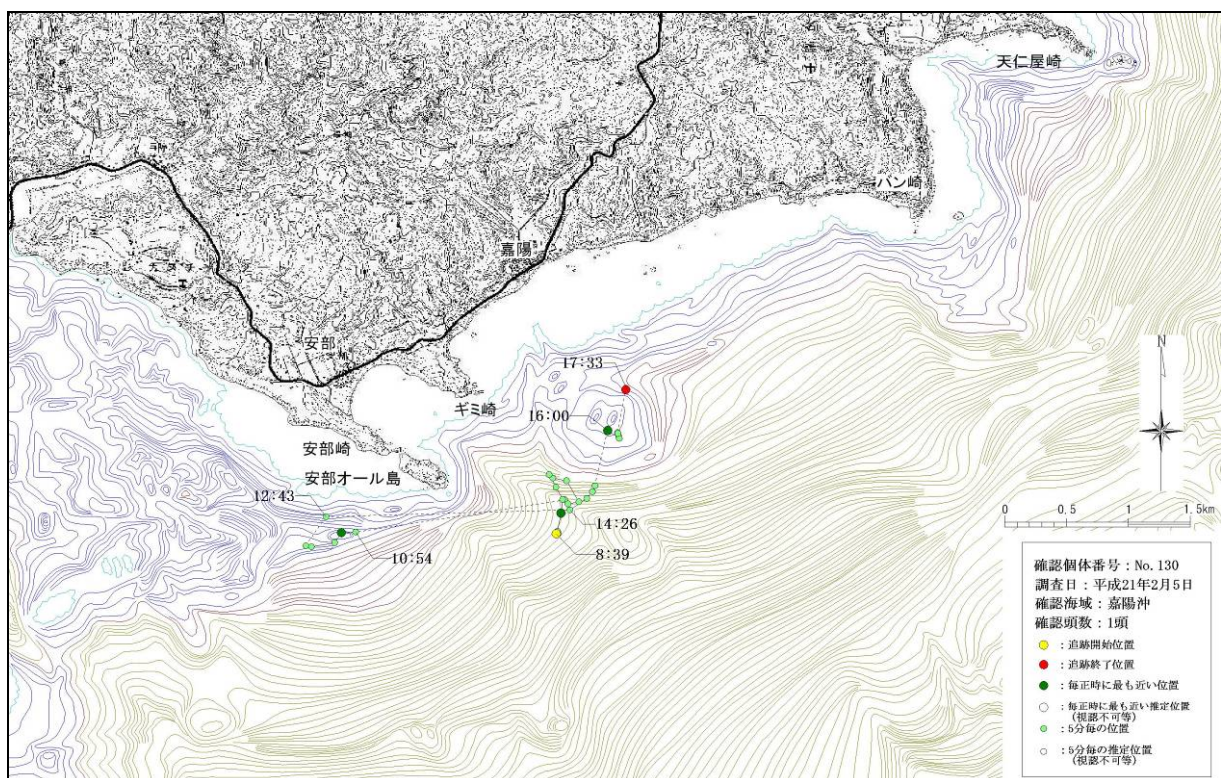 天仁屋崎
バン崎
嘉陽
安部
17:33
16:00
ギミ崎
安部崎
安部オール島
12:43
14:26
10:54
8:39
N
0 0.5 1 1.5km
確認個体番号：No.130
調査日：平成21年2月5日
確認海域：嘉陽沖
確認頭数：1頭
：追跡開始位置
：追跡終了位置
：毎正時に最も近い位置
：毎正時に最も近い推定位置
（視認不可等）
：5分毎の位置
：5分毎の推定位置
（視認不可等）